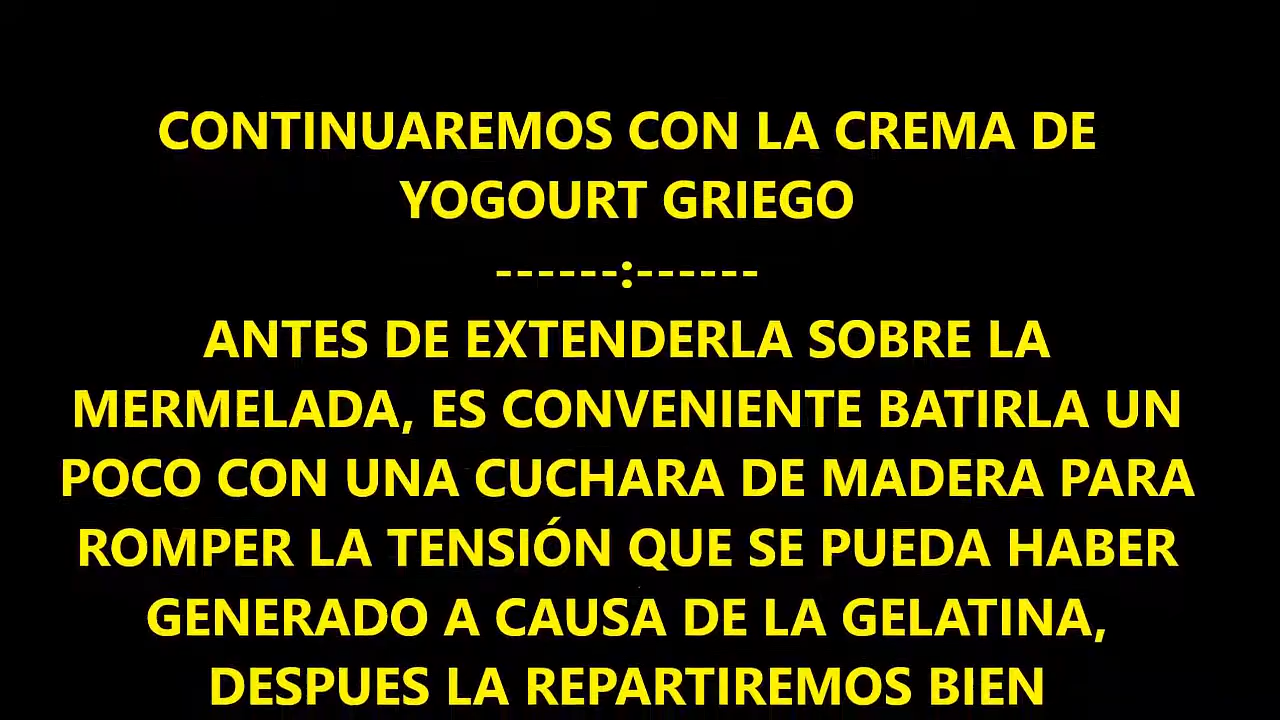 CONTINUAREMOS CON LA CREMA DE
YOGOURT GRIEGO
------:------
ANTES DE EXTENDERLA SOBRE LA
MERMELADA, ES CONVENIENTE BATIRLA UN
POCO CON UNA CUCHARA DE MADERA PARA
ROMPER LA TENSIÓN QUE SE PUEDA HABER
GENERADO A CAUSA DE LA GELATINA,
DESPUES LA REPARTIREMOS BIEN